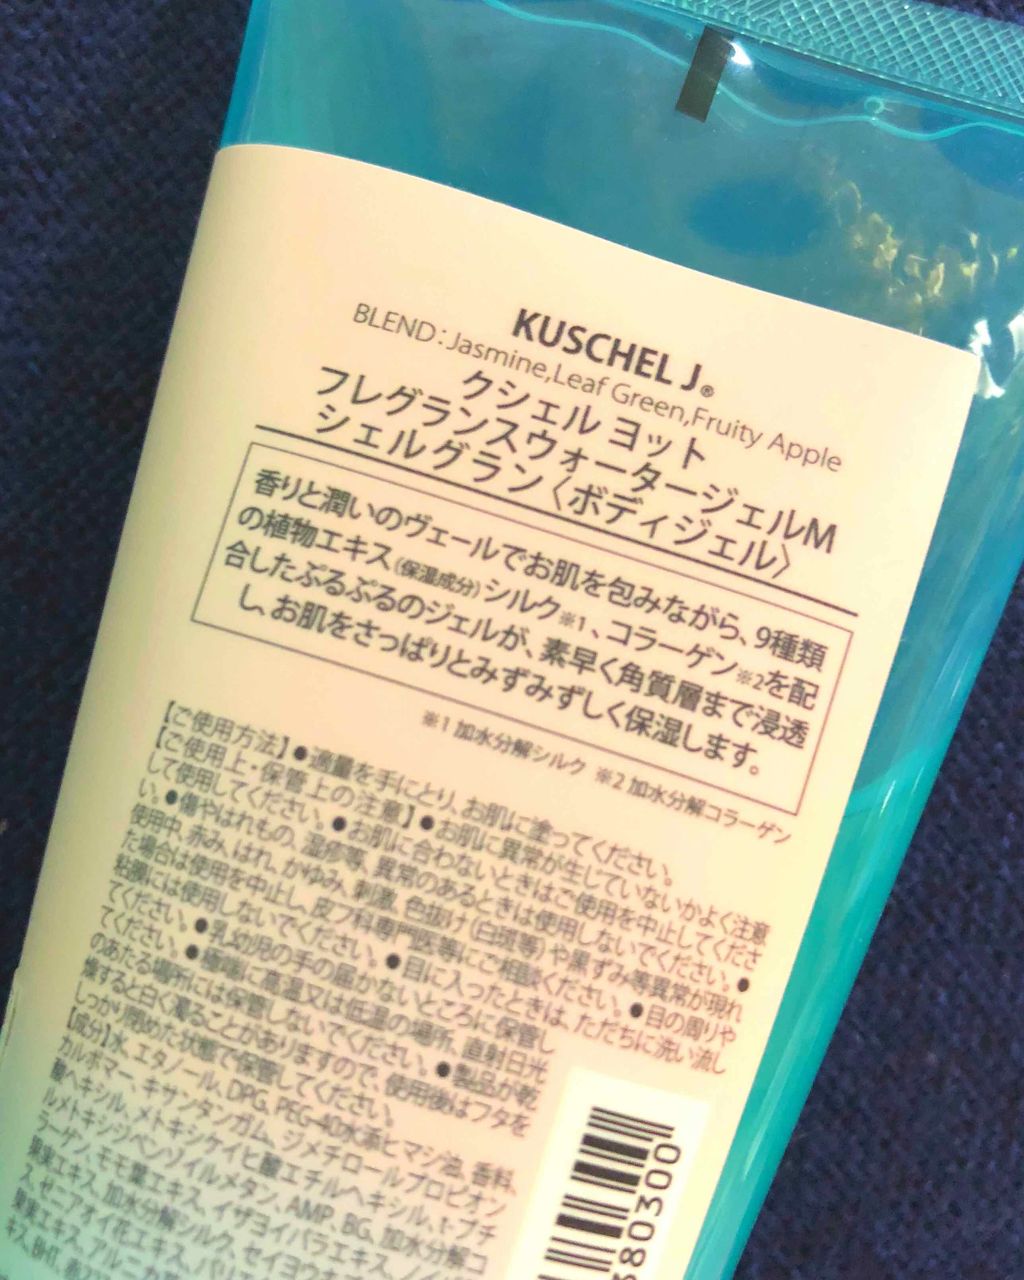 KUSCHEL J®
BLEND:Jasmine,Leaf Green,Fruity Apple
クシェル ヨット
フレグランスウォータージェルM
シェルグラン〈ボディジェル〉
香りと潤いのヴェールでお肌を包みながら、9種類
の植物エキス(保湿成分)シルク※1、コラーゲン※2を配
合したぷるぷるのジェルが、素早く角質層まで浸透
し、お肌をさっぱりとみずみずしく保湿します。
※1 加水分解シルク ※2 加水分解コラーゲン
【ご使用方法】●適量を手にとり、お肌に塗ってください。
【ご使用上・保管上の注意】●お肌に異常が生じていないかよく注意
して使用してください。●お肌に合わないときはご使用を中止してくださ
い。●傷やはれもの、湿疹等、異常のあるときは使用しないでください。●
使用中、赤み、はれ、かゆみ、刺激、色抜け(白斑等)や黒ずみ等異常が現れ
た場合は使用を中止し、皮フ科専門医等にご相談ください。●目の周りや
粘膜には使用しないでください。●目に入ったときは、ただちに洗い流し
てください。●乳幼児の手の届かないところに保管し
てください。●極端に高温又は低温の場所、直射日光
のあたる場所には保管しないでください。●製品が乾
燥すると白く濁ることがありますので、使用後はフタを
しっかり閉めた状態で保管してください。
【成分】水、エタノール、DPG、PEG-40水添ヒマシ油、香料、
カルボマー、キサンタンガム、ジメチロールプロピオン
酸ヘキシル、メトキシケイヒ酸エチルヘキシル、t-ブチ
ルメトキシジベンゾイルメタン、AMP、BG、加水分解コ
ラーゲン、モモ葉エキス、イザヨイバラエキス、ノイバラ
果実エキス、加水分解シルク、セイヨウ
ス、ゼニアオイ花エキス、パリエ
果実エキス、アルニカ
キス、BHT、
380300